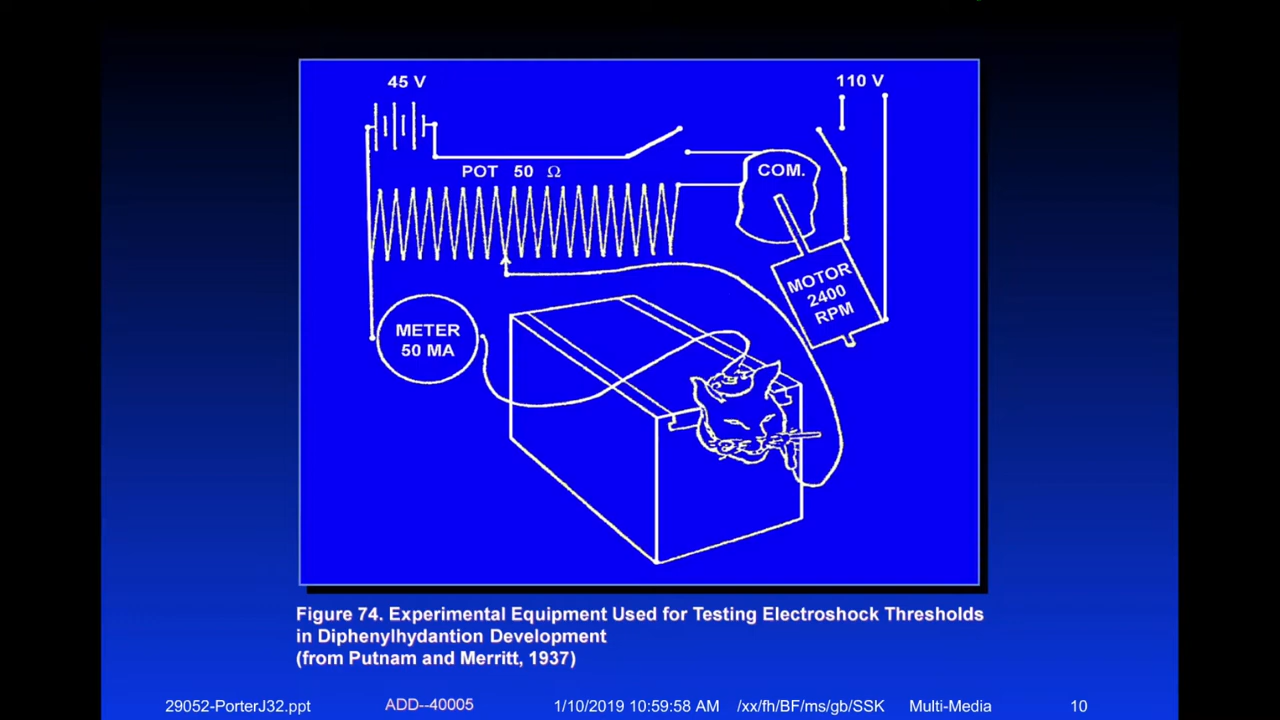 45 V
110 V
POT 50 Ω
COM.
MOTOR
2400
RPM
METER
50 MA
Figure 74. Experimental Equipment Used for Testing Electroshock Thresholds
in Diphenylhydantion Development
(from Putnam and Merritt, 1937)
29052-PorterJ32.ppt ADD--40005 1/10/2019 10:59:58 AM /xx/fh/BF/ms/gb/SSK Multi-Media 10